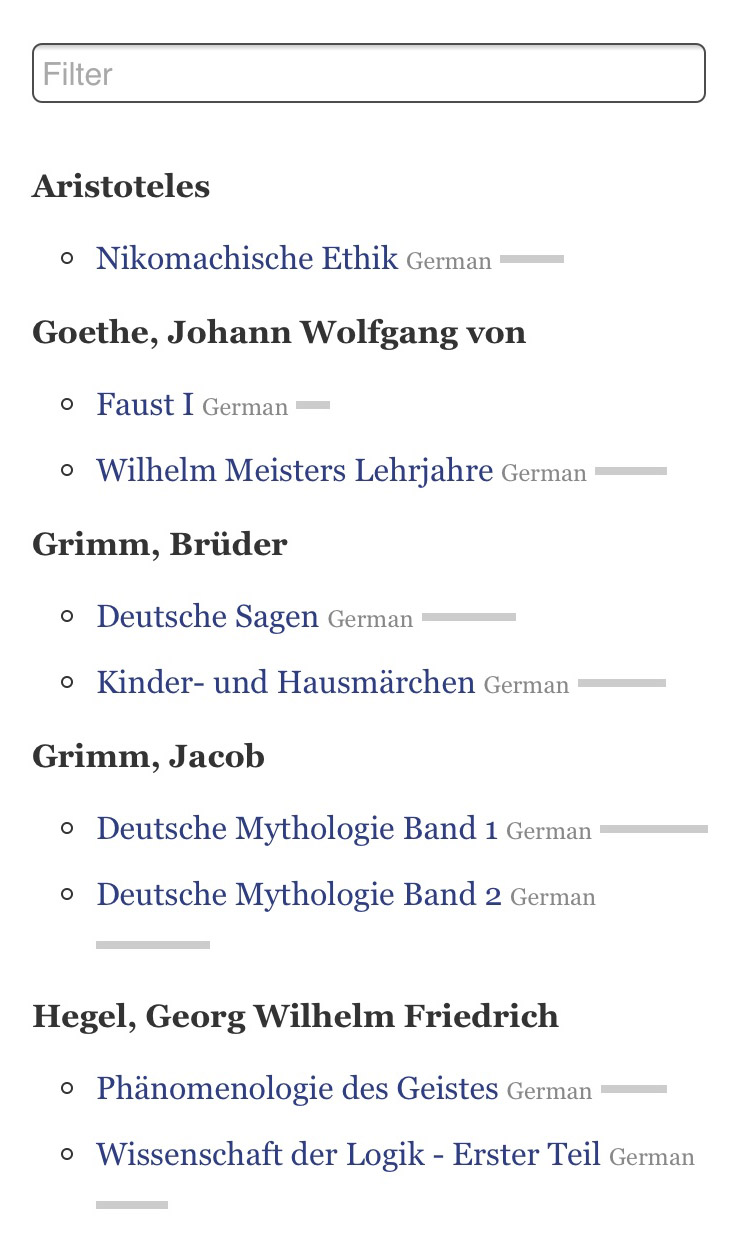 Filter
Aristoteles
Nikomachische Ethik German
Goethe, Johann Wolfgang von
Faust I German
Wilhelm Meisters Lehrjahre German
Grimm, Brüder
Deutsche Sagen German
Kinder- und Hausmärchen German
Grimm, Jacob
Deutsche Mythologie Band 1 German
Deutsche Mythologie Band 2 German
Hegel, Georg Wilhelm Friedrich
Phänomenologie des Geistes German
Wissenschaft der Logik - Erster Teil German